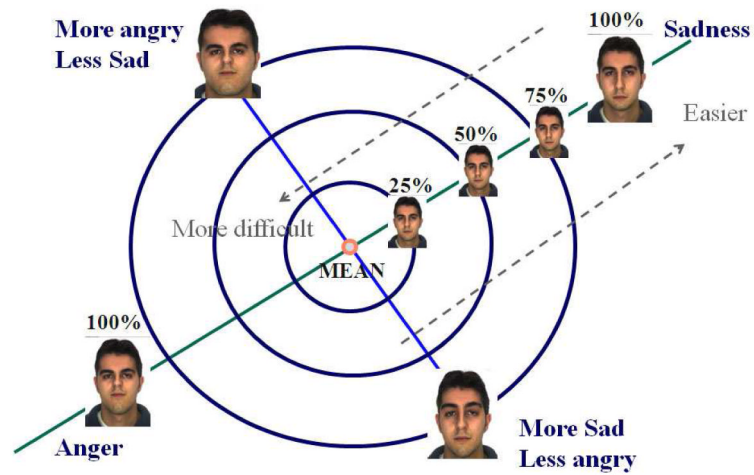 More angry
Less Sad
100%
Sadness
75%
Easier
50%
25%
More difficult
MEAN
100%
Anger
More Sad
Less angry